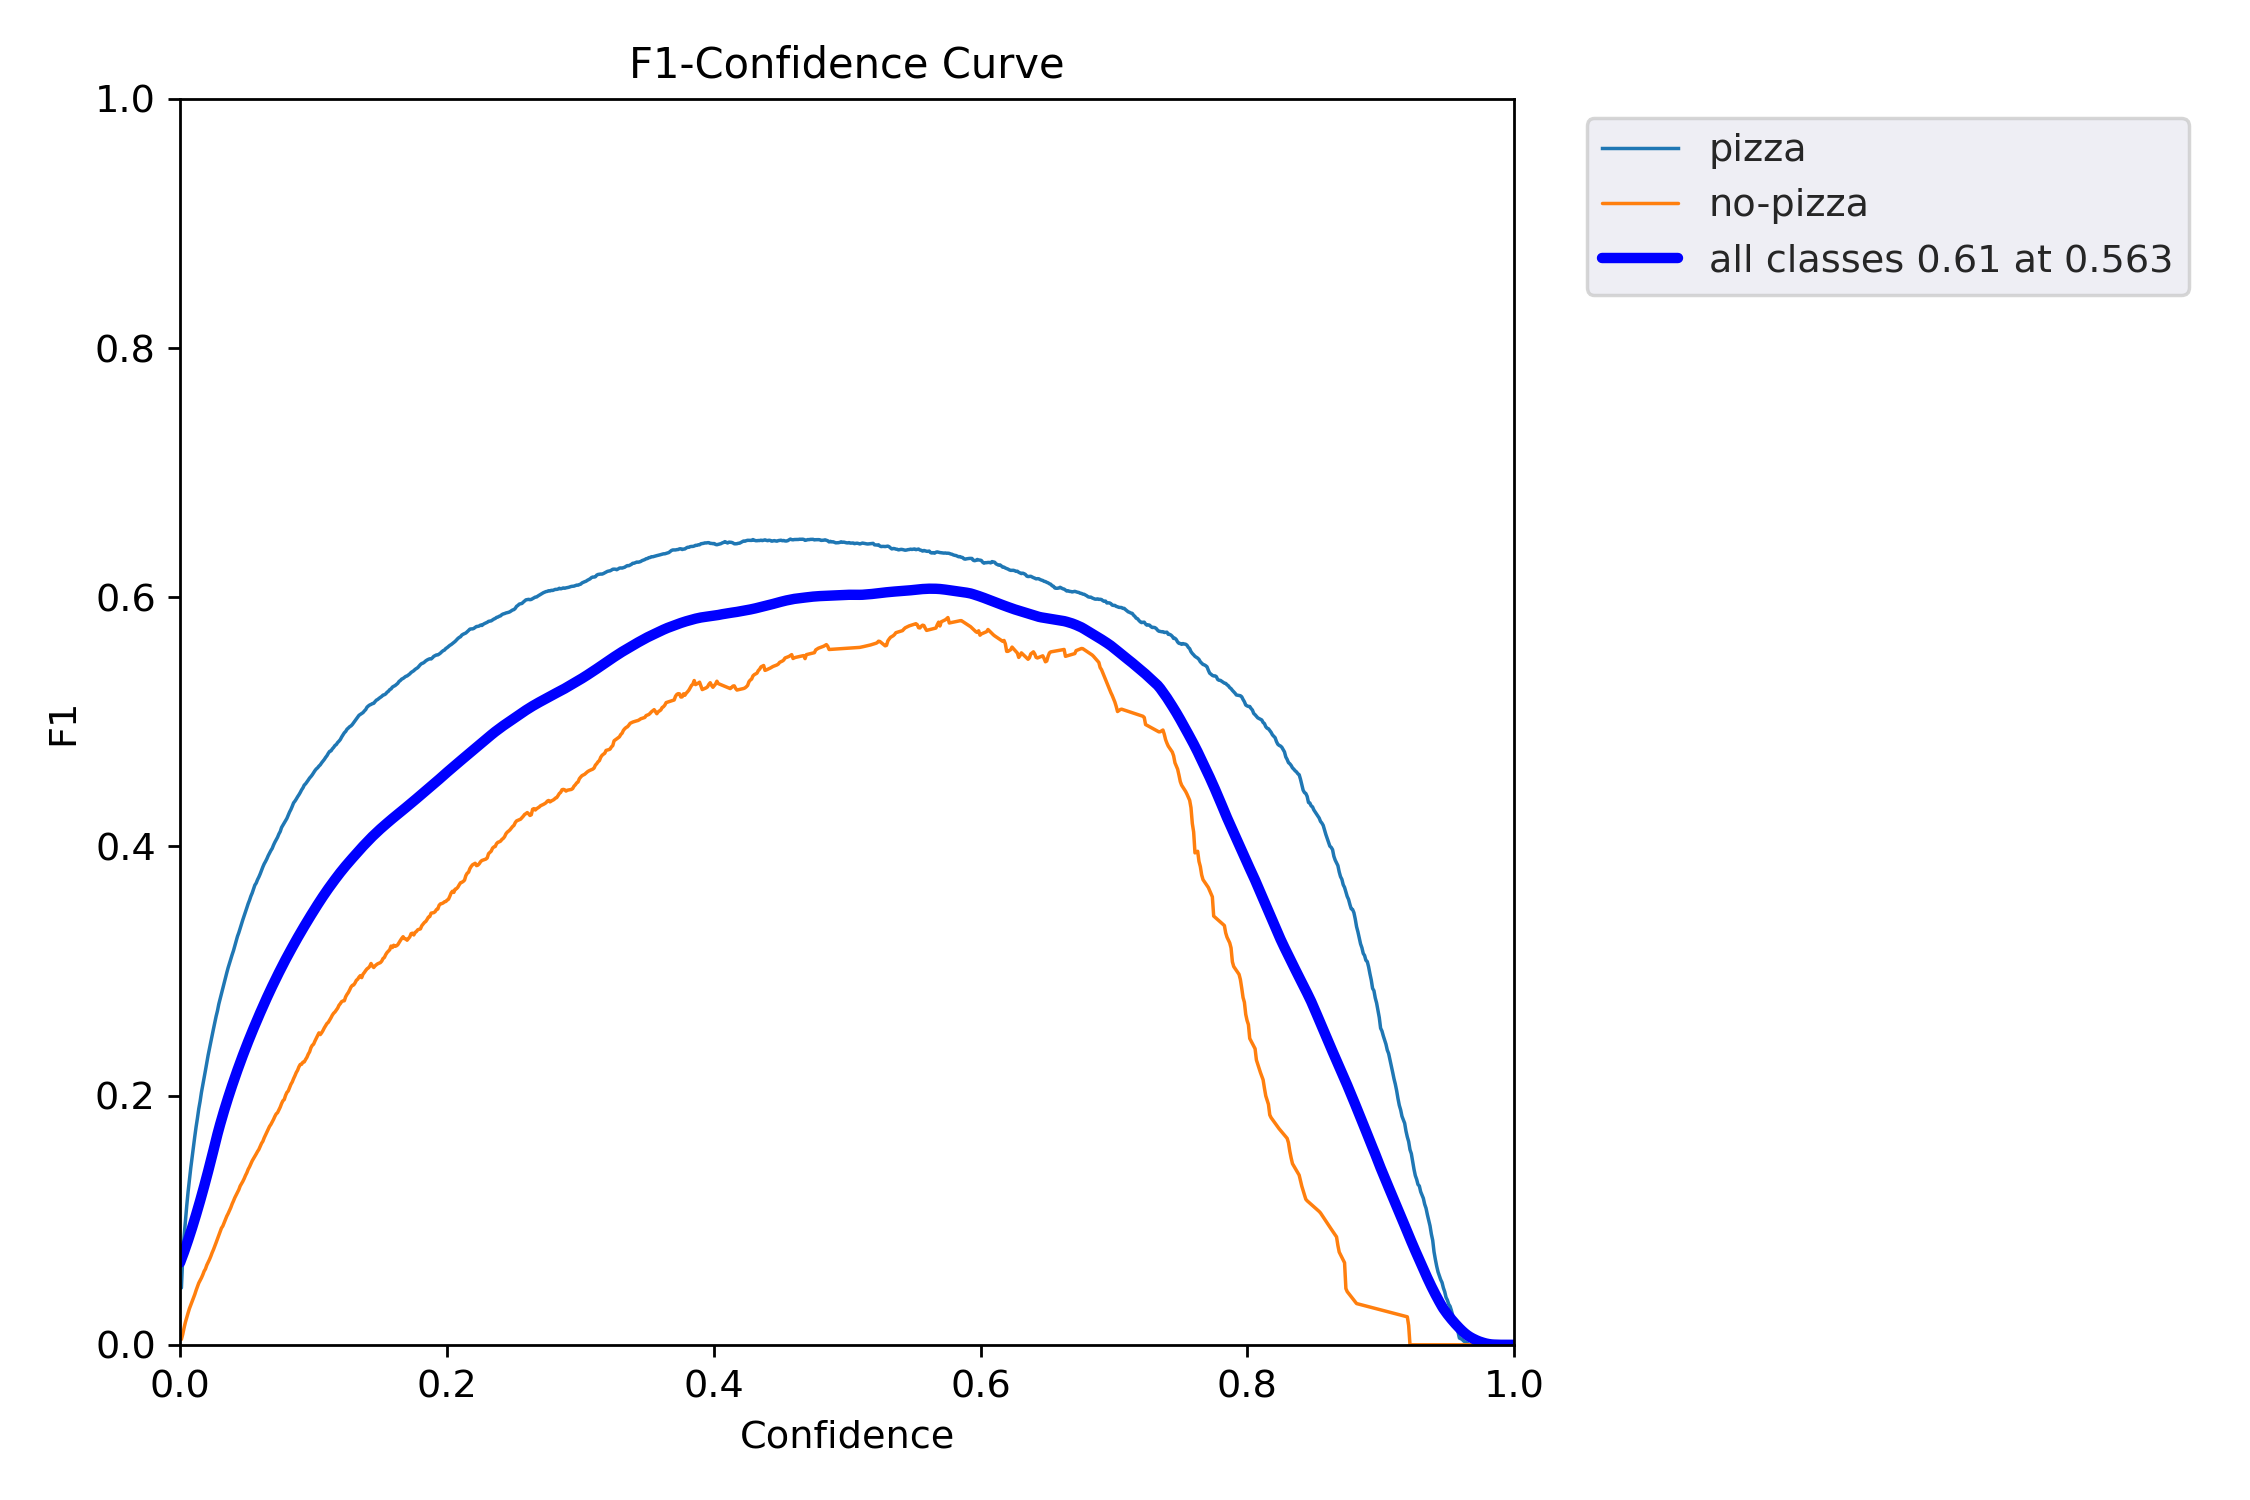 F1-Confidence Curve
1.0
0.8
0.6
0.4
0.2
0.0
F1
0.0 0.2 0.4 0.6 0.8 1.0
Confidence
pizza
no-pizza
all classes 0.61 at 0.563